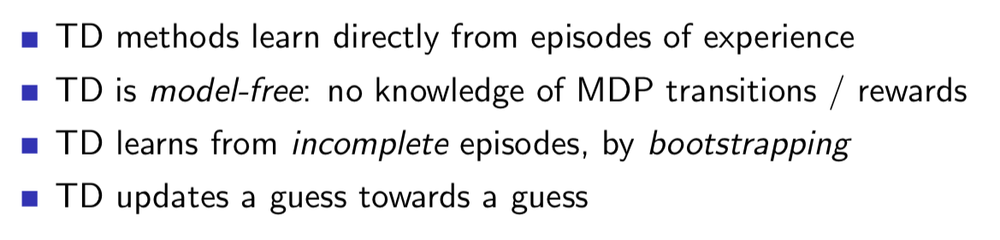 TD methods learn directly from episodes of experience
TD is model-free: no knowledge of MDP transitions / rewards
TD learns from incomplete episodes, by bootstrapping
TD updates a guess towards a guess